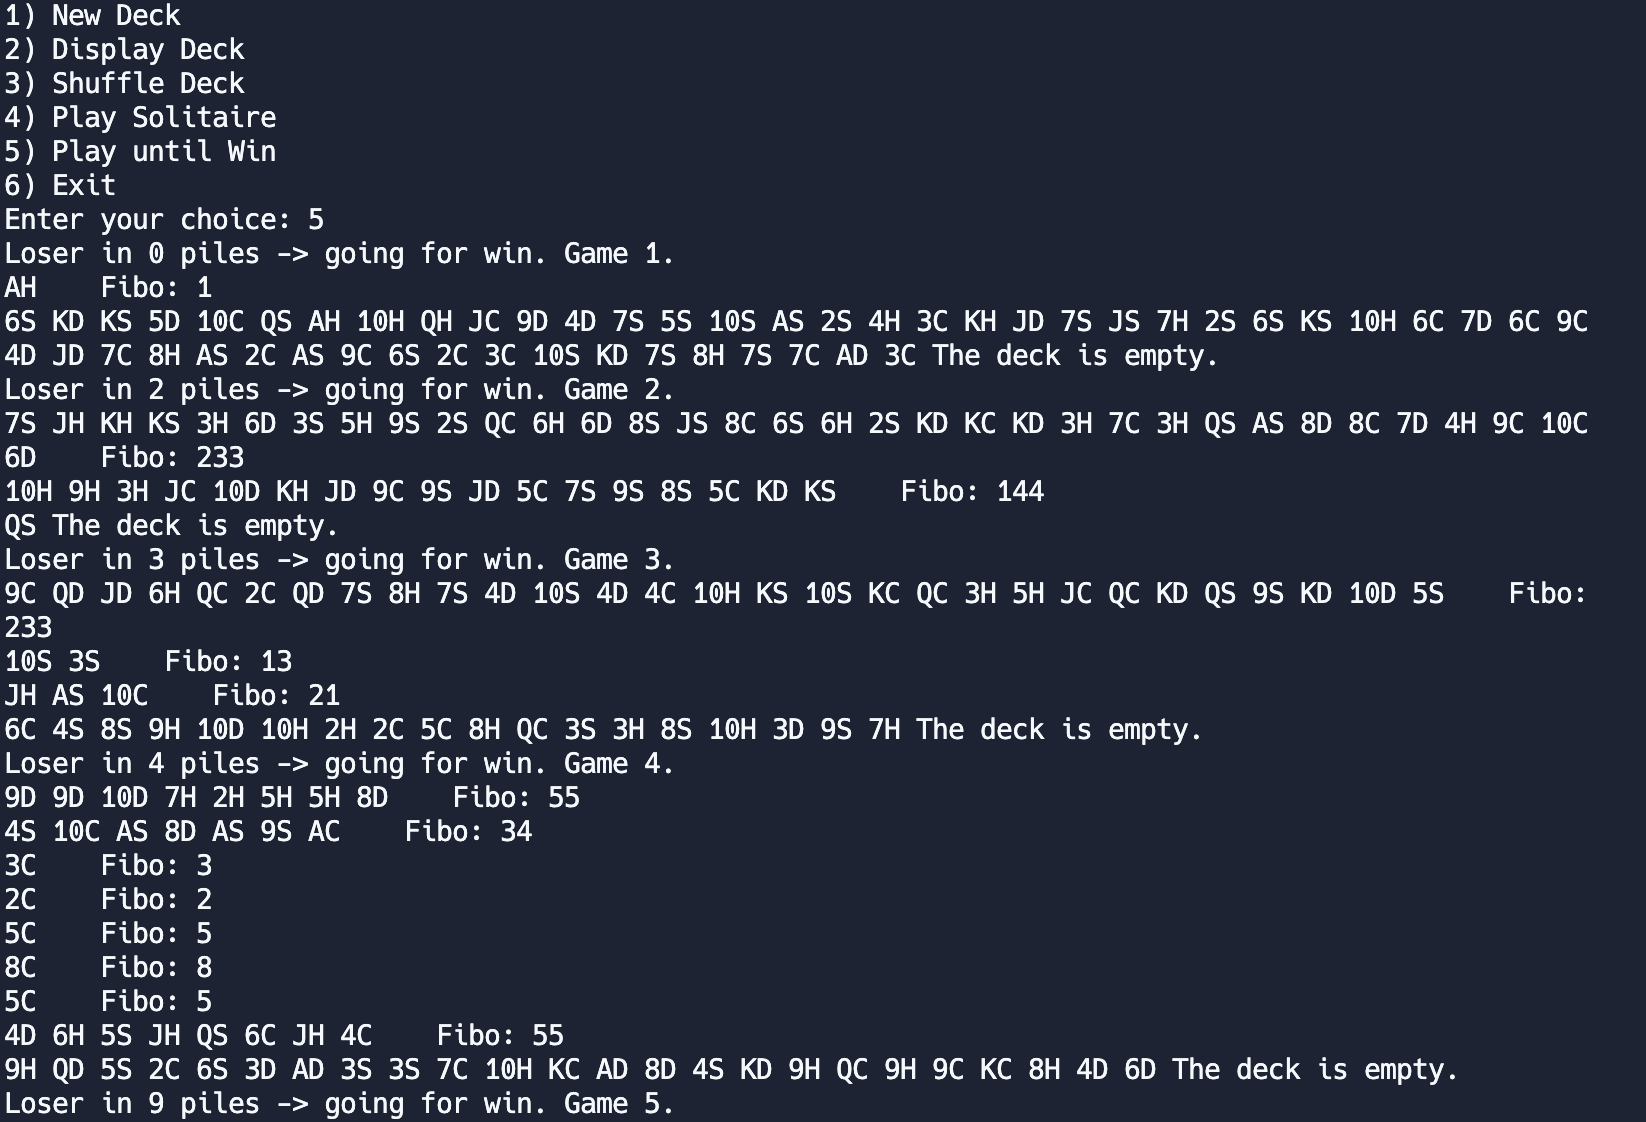 1) New Deck
2) Display Deck
3) Shuffle Deck
4) Play Solitaire
5) Play until Win
6) Exit
Enter your choice: 5
Loser in 0 piles -> going for win. Game 1.
AH    Fibo: 1
6S KD KS 5D 10C QS AH 10H QH JC 9D 4D 7S 5S 10S AS 2S 4H 3C KH JD 7S JS 7H 2S 6S KS 10H 6C 7D 6C 9C
4D JD 7C 8H AS 2C AS 9C 6S 2C 3C 10S KD 7S 8H 7S 7C AD 3C The deck is empty.
Loser in 2 piles -> going for win. Game 2.
7S JH KH KS 3H 6D 3S 5H 9S 2S QC 6H 6D 8S JS 8C 6S 6H 2S KD KC KD 3H 7C 3H QS AS 8D 8C 7D 4H 9C 10C
6D    Fibo: 233
10H 9H 3H JC 10D KH JD 9C 9S JD 5C 7S 9S 8S 5C KD KS    Fibo: 144
QS The deck is empty.
Loser in 3 piles -> going for win. Game 3.
9C QD JD 6H QC 2C QD 7S 8H 7S 4D 10S 4D 4C 10H KS 10S KC QC 3H 5H JC QC KD QS 9S KD 10D 5S    Fibo:
233
10S 3S    Fibo: 13
JH AS 10C    Fibo: 21
6C 4S 8S 9H 10D 10H 2H 2C 5C 8H QC 3S 3H 8S 10H 3D 9S 7H The deck is empty.
Loser in 4 piles -> going for win. Game 4.
9D 9D 10D 7H 2H 5H 5H 8D    Fibo: 55
4S 10C AS 8D AS 9S AC    Fibo: 34
3C    Fibo: 3
2C    Fibo: 2
5C    Fibo: 5
8C    Fibo: 8
5C    Fibo: 5
4D 6H 5S JH QS 6C JH 4C    Fibo: 55
9H QD 5S 2C 6S 3D AD 3S 3S 7C 10H KC AD 8D 4S KD 9H QC 9H 9C KC 8H 4D 6D The deck is empty.
Loser in 9 piles -> going for win. Game 5.